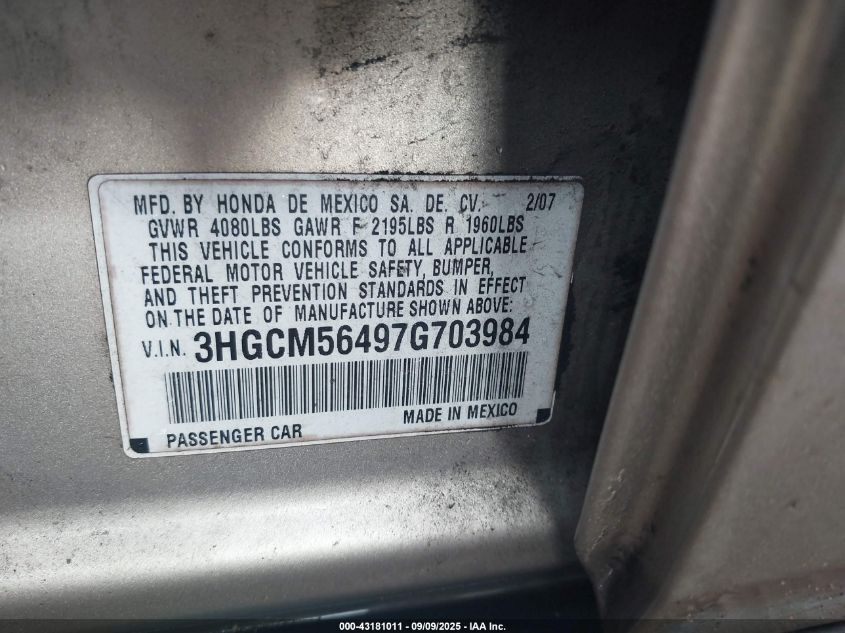 MFD. BY HONDA DE MEXICO SA. DE. CV. 2/07
GVWR 4080LBS GAWR F 2195LBS R 1960LBS
THIS VEHICLE CONFORMS TO ALL APPLICABLE
FEDERAL MOTOR VEHICLE SAFETY, BUMPER,
AND THEFT PREVENTION STANDARDS IN EFFECT
ON THE DATE OF MANUFACTURE SHOWN ABOVE:
V.I.N. 3HGCM56497G703984
PASSENGER CAR MADE IN MEXICO
000-43181011 - 09/09/2025 - IAA Inc.